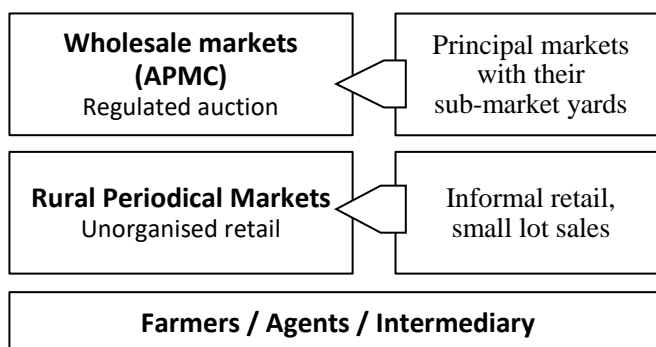 Wholesale markets
(APMC)
Regulated auction
Principal markets
with their
sub-market yards
Rural Periodical Markets
Unorganised retail
Informal retail,
small lot sales
Farmers / Agents / Intermediary